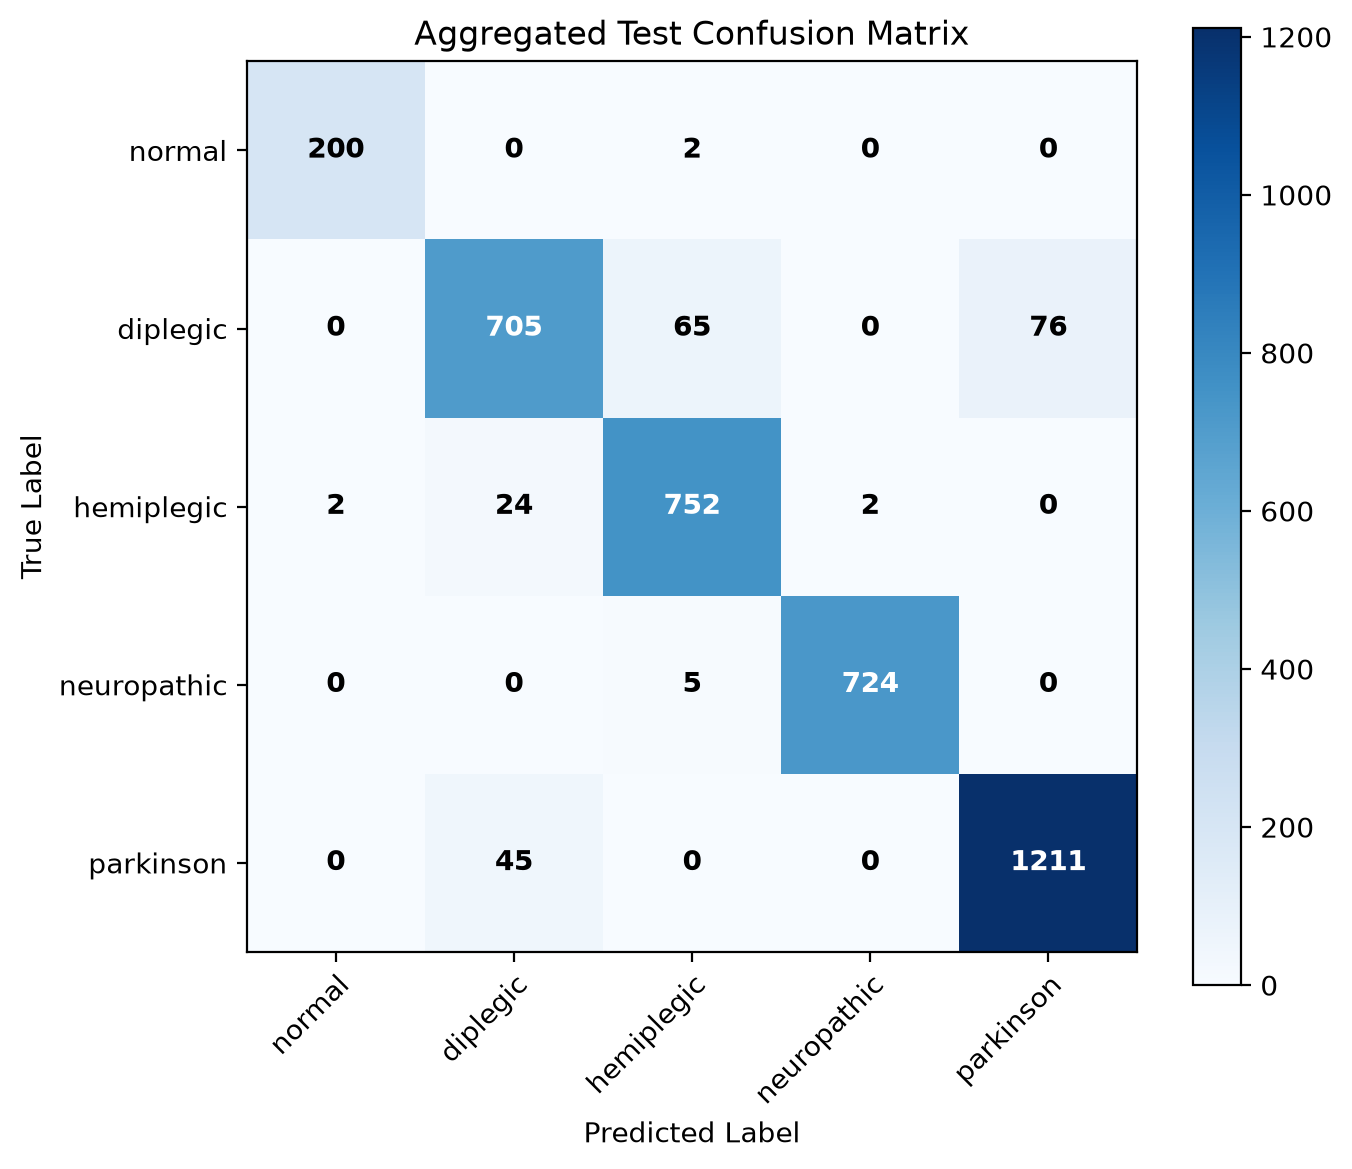 Aggregated Test Confusion Matrix
normal 200 0 2 0 0
diplegic 0 705 65 0 76
hemiplegic 2 24 752 2 0
neuropathic 0 0 5 724 0
parkinson 0 45 0 0 1211
normal diplegic hemiplegic neuropathic parkinson
Predicted Label
True Label
1200
1000
800
600
400
200
0